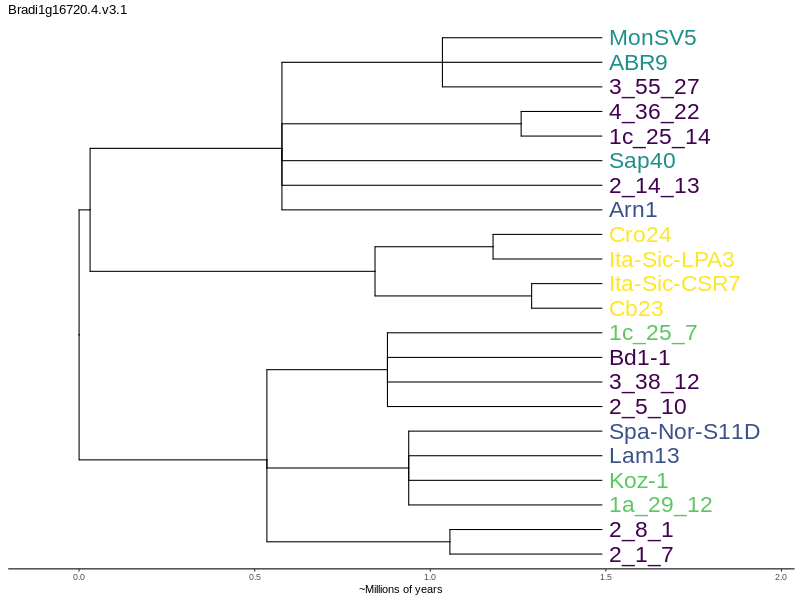 Bradi1g16720.4.v3.1
MonSV5
ABR9
3_55_27
4_36_22
1c_25_14
Sap40
2_14_13
Arn1
Cro24
Ita-Sic-LPA3
Ita-Sic-CSR7
Cb23
1c_25_7
Bd1-1
3_38_12
2_5_10
Spa-Nor-S11D
Lam13
Koz-1
1a_29_12
2_8_1
2_1_7
0.0 0.5 1.0 1.5 2.0
~Millions of years